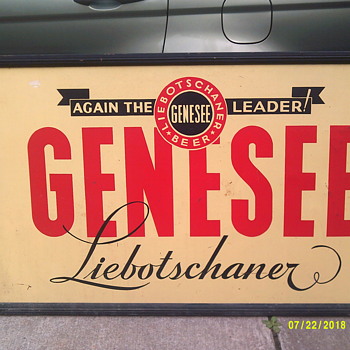 AGAIN THE LEADER!
LIEBOTSCHANER
GENESEE
BEER
GENESEE
Liebotschaner
07/22/2018